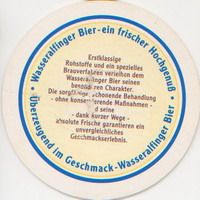 Wasseralfinger Bier - ein frischer Hochgenuß
Erstklassige
Rohstoffe und ein spezielles
Brauverfahren verleihen dem
Wasseralfinger Bier seinen
besonderen Charakter.
Die sorgfältige, schonende Behandlung
- ohne konservierende Maßnahmen -
und seine
- dank kurzer Wege -
absolute Frische garantieren ein
unvergleichliches
Geschmackserlebnis.
Überzeugend im Geschmack - Wasseralfinger Bier